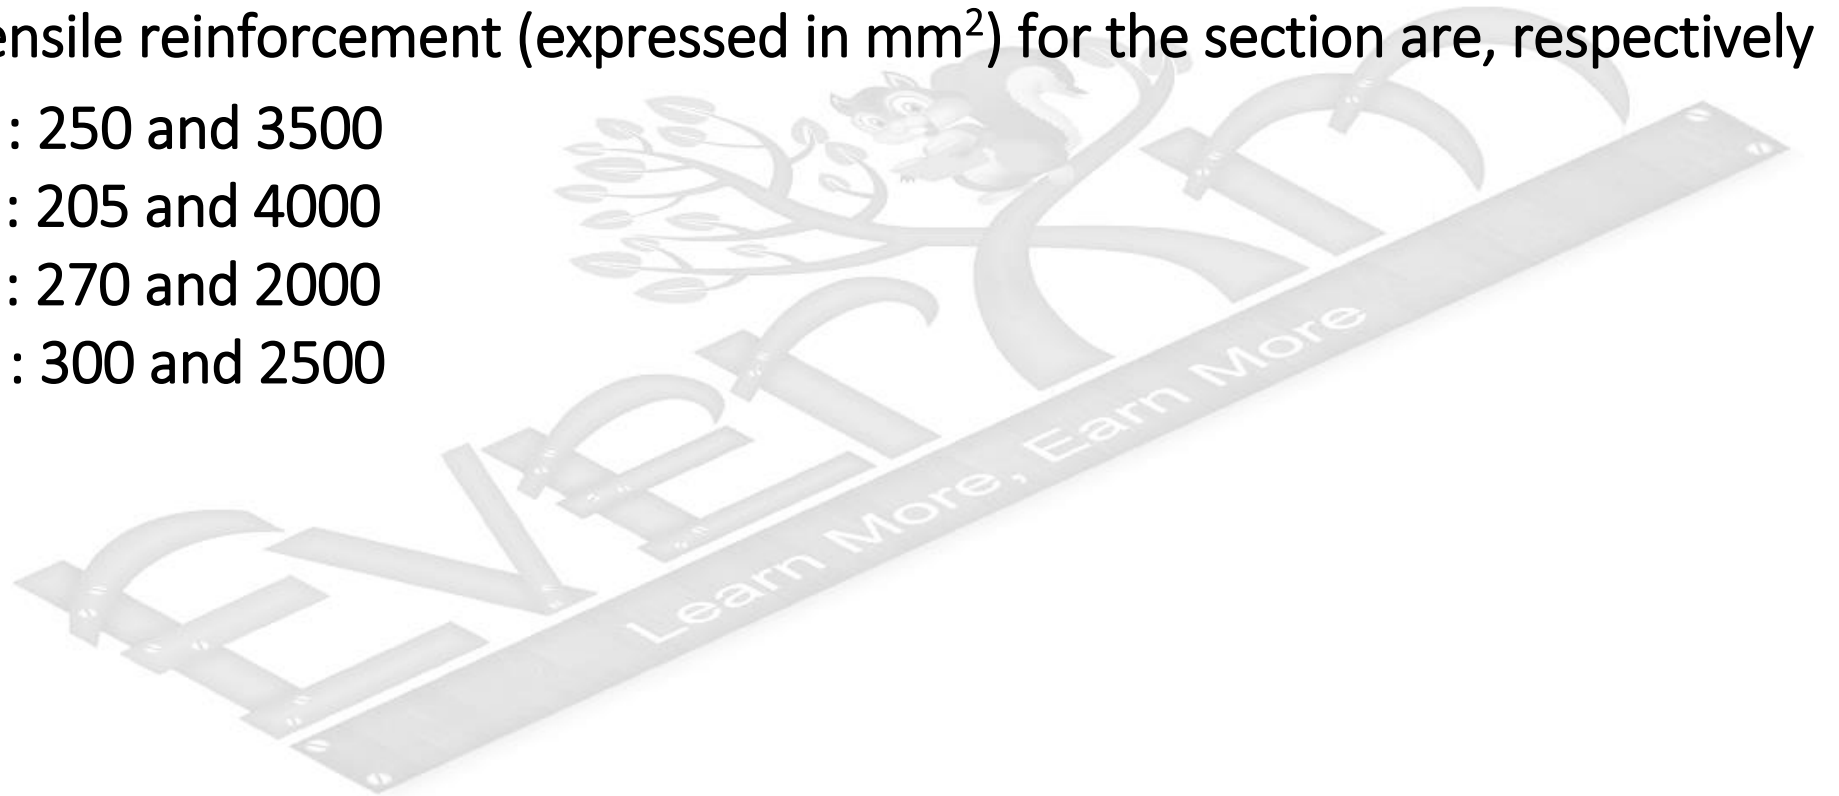 ensile reinforcement (expressed in mm²) for the section are, respectively
: 250 and 3500
: 205 and 4000
: 270 and 2000
: 300 and 2500
Ever
Learn More, Earn More